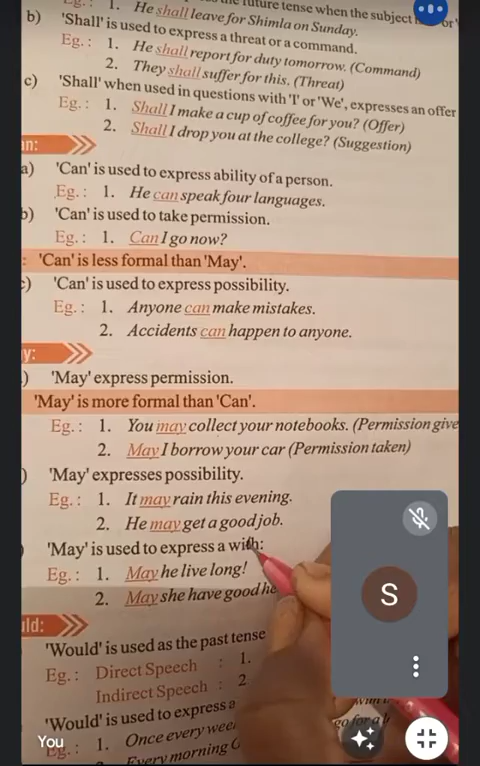 Eg.: 1. He shall leave for Shimla on Sunday.
the future tense when the subject
b) 'Shall' is used to express a threat or a command.
Eg.: 1. He shall report for duty tomorrow. (Command)
2. They shall suffer for this. (Threat)
c) 'Shall' when used in questions with 'I' or 'We', expresses an offer
Eg.: 1. Shall I make a cup of coffee for you? (Offer)
2. Shall I drop you at the college? (Suggestion)
an:
a) 'Can' is used to express ability of a person.
Eg.: 1. He can speak four languages.
b) 'Can' is used to take permission.
Eg.: 1. Can I go now?
: 'Can' is less formal than 'May'.
c) 'Can' is used to express possibility.
Eg.: 1. Anyone can make mistakes.
2. Accidents can happen to anyone.
y:
) 'May' express permission.
'May' is more formal than 'Can'.
Eg.: 1. You may collect your notebooks. (Permission give
2. May I borrow your car (Permission taken)
) 'May' expresses possibility.
Eg.: 1. It may rain this evening.
2. He may get a good job.
) 'May' is used to express a with:
Eg.: 1. May he live long!
2. May she have good he
uld:
'Would' is used as the past tense
Eg.: Direct Speech : 1.
Indirect Speech : 2.
'Would' is used to express a
Eg.: 1. Once every wee
go for a
Every morning
S
You